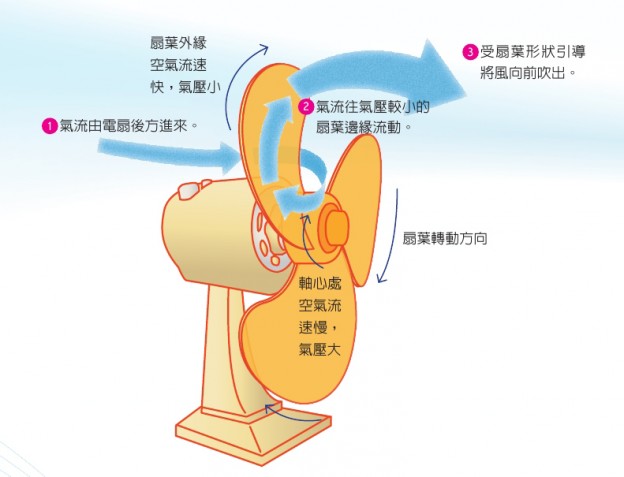 扇葉外緣
空氣流速
快，氣壓小
3 受扇葉形狀引導
將風向前吹出。
2 氣流往氣壓較小的
扇葉邊緣流動。
1 氣流由電扇後方進來。
扇葉轉動方向
軸心處
空氣流
速慢，
氣壓大